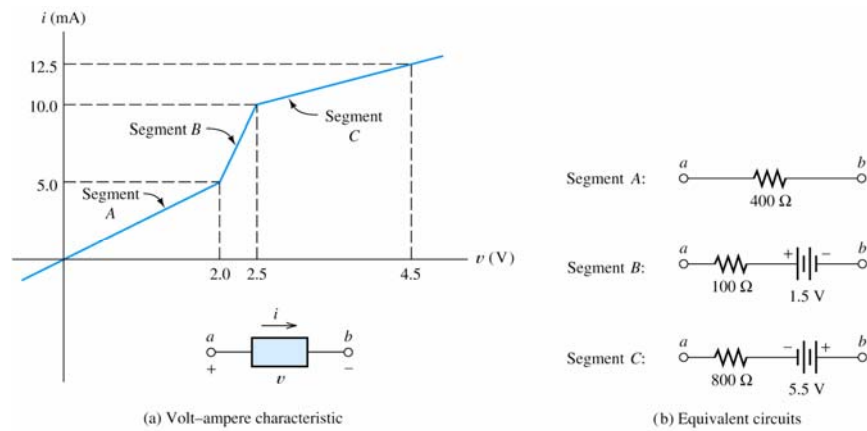 i (mA)
12.5
10.0
5.0
Segment B
Segment
C
Segment
A
2.0 2.5 4.5 v (V)
i
a b
+ v −
(a) Volt–ampere characteristic
Segment A: a b
400 Ω
Segment B: a + − b
100 Ω 1.5 V
Segment C: a − + b
800 Ω 5.5 V
(b) Equivalent circuits